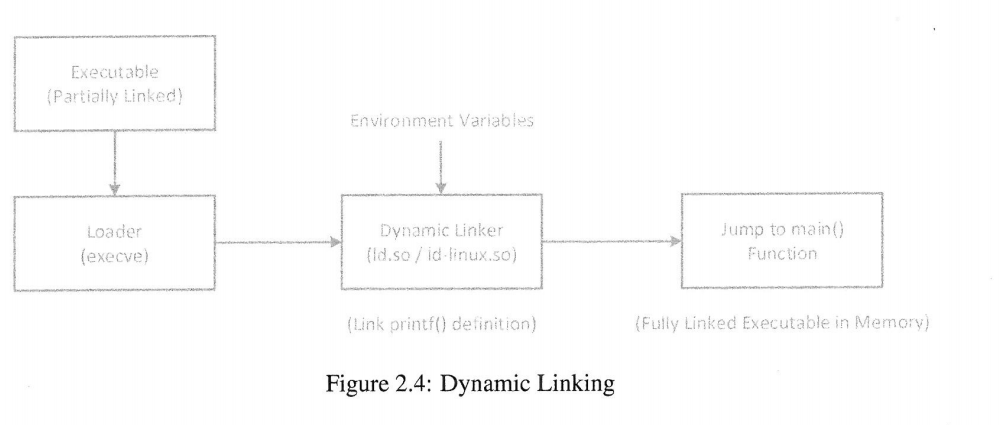 Executable
(Partially Linked)
Environment Variables
Loader
(execve)
Dynamic Linker
(ld.so / id-linux.so)
Jump to main()
Function
(Link printf() definition)
(Fully Linked Executable in Memory)
Figure 2.4: Dynamic Linking